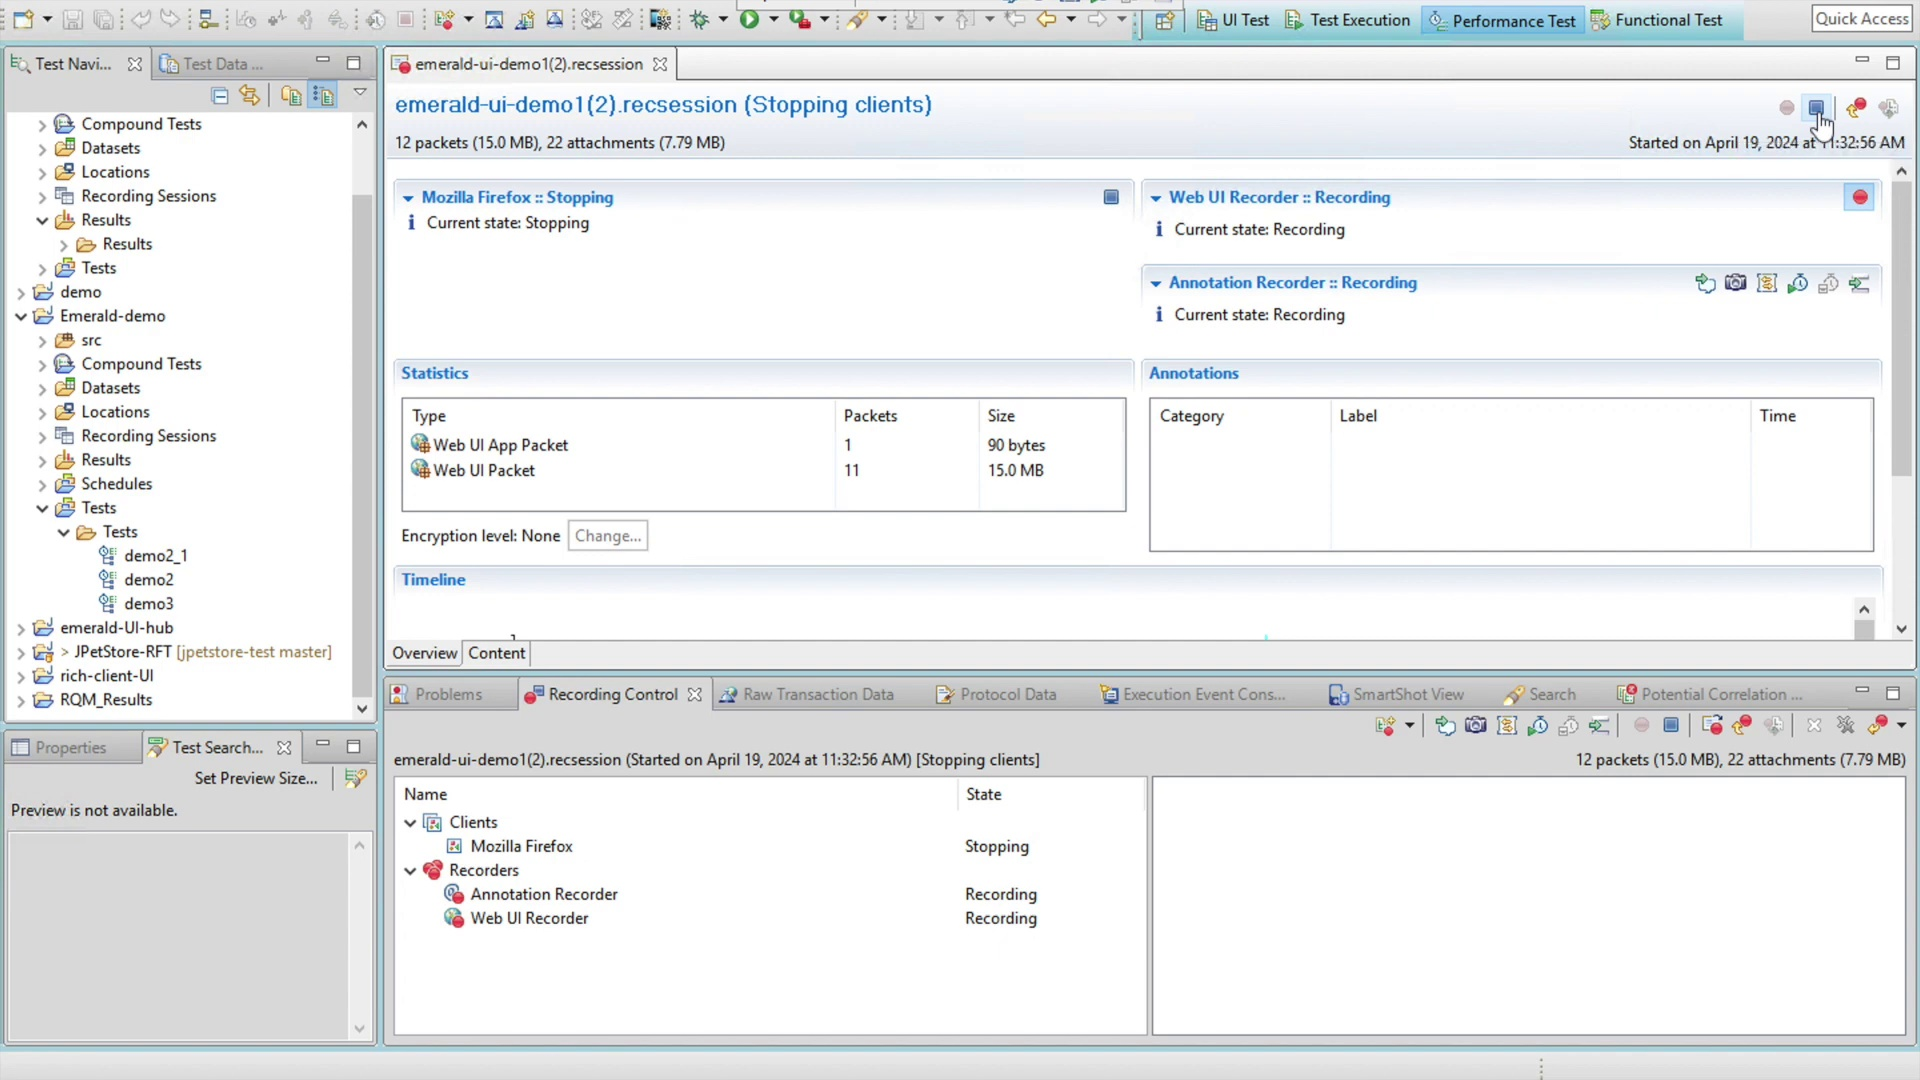 UI Test
Test Execution
Performance Test
Functional Test
Quick Access
Test Navi...
Test Data ...
Compound Tests
Datasets
Locations
Recording Sessions
Results
Results
Tests
demo
Emerald-demo
src
Compound Tests
Datasets
Locations
Recording Sessions
Results
Schedules
Tests
Tests
demo2_1
demo2
demo3
emerald-UI-hub
> JPetStore-RFT [jpetstore-test master]
rich-client-UI
RQM_Results
Properties
Test Search...
Set Preview Size...
Preview is not available.
emerald-ui-demo1(2).recsession
emerald-ui-demo1(2).recsession (Stopping clients)
12 packets (15.0 MB), 22 attachments (7.79 MB)
Started on April 19, 2024 at 11:32:56 AM
Mozilla Firefox :: Stopping
Current state: Stopping
Web UI Recorder :: Recording
Current state: Recording
Annotation Recorder :: Recording
Current state: Recording
Statistics
Type Packets Size
Web UI App Packet 1 90 bytes
Web UI Packet 11 15.0 MB
Encryption level: None Change...
Annotations
Category Label Time
Timeline
Overview
Content
Problems
Recording Control
Raw Transaction Data
Protocol Data
Execution Event Cons...
SmartShot View
Search
Potential Correlation ...
emerald-ui-demo1(2).recsession (Started on April 19, 2024 at 11:32:56 AM) [Stopping clients]
12 packets (15.0 MB), 22 attachments (7.79 MB)
Name State
Clients
Mozilla Firefox Stopping
Recorders
Annotation Recorder Recording
Web UI Recorder Recording